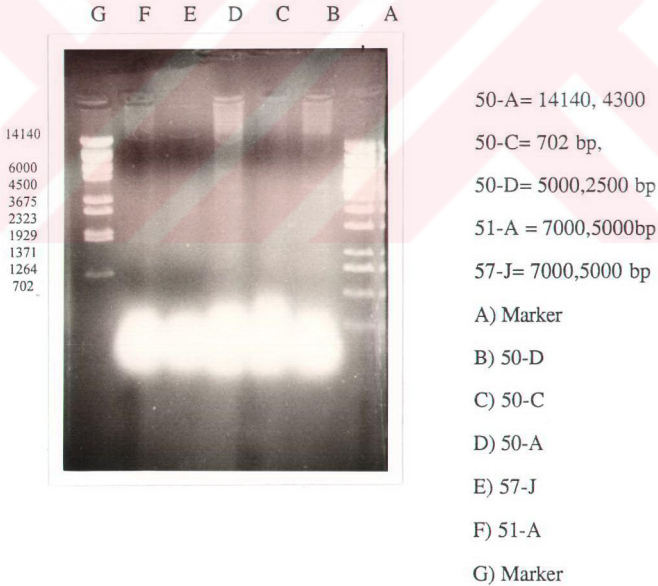 G F E D C B A
14140
6000
4500
3675
2323
1929
1371
1264
702
50-A= 14140, 4300
50-C= 702 bp,
50-D= 5000,2500 bp
51-A = 7000,5000bp
57-J= 7000,5000 bp
A) Marker
B) 50-D
C) 50-C
D) 50-A
E) 57-J
F) 51-A
G) Marker